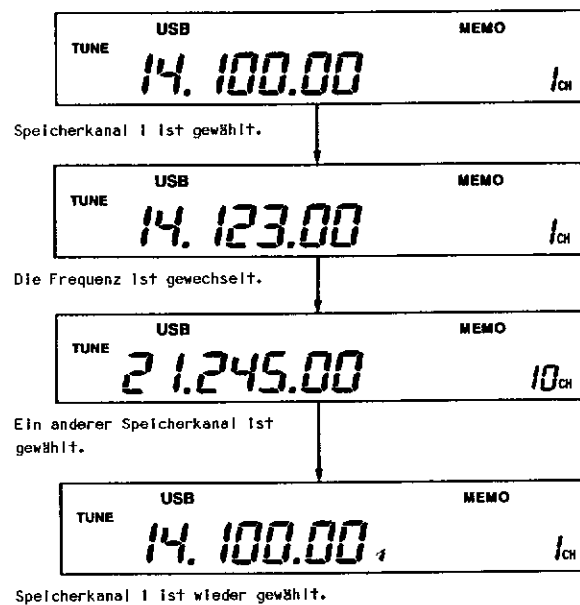 USB MEMO
TUNE
14.100.00 1CH
Speicherkanal 1 ist gewählt.
USB MEMO
TUNE
14.123.00 1CH
Die Frequenz ist gewechselt.
USB MEMO
TUNE
21.245.00 10CH
Ein anderer Speicherkanal ist
gewählt.
USB MEMO
TUNE
14.100.00 1CH
Speicherkanal 1 ist wieder gewählt.